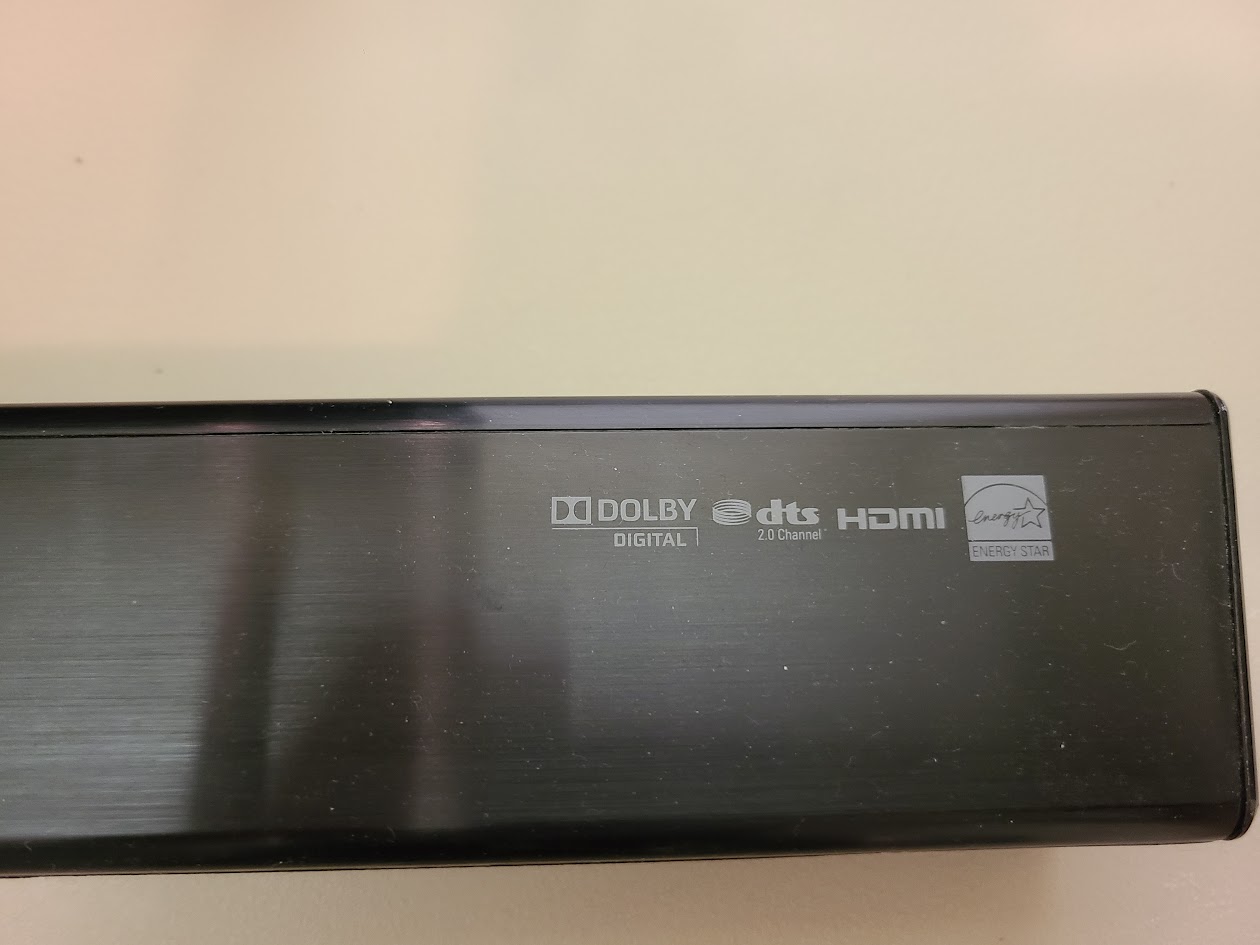 DOLBY
DIGITAL
dts
2.0 Channel
HDMI
energy
ENERGY STAR